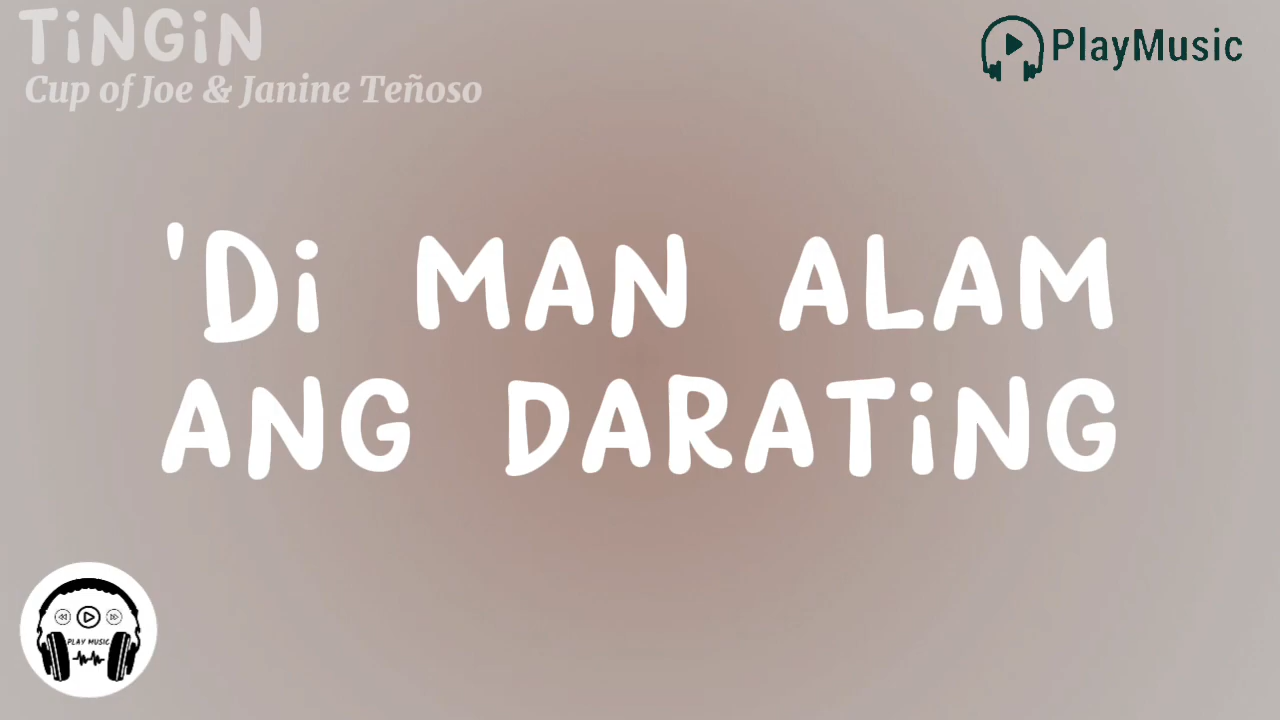 TiNGiN
Cup of Joe & Janine Teñoso
PlayMusic
'Di MAN ALAM
ANG DARATiNG
PLAY MUSIC